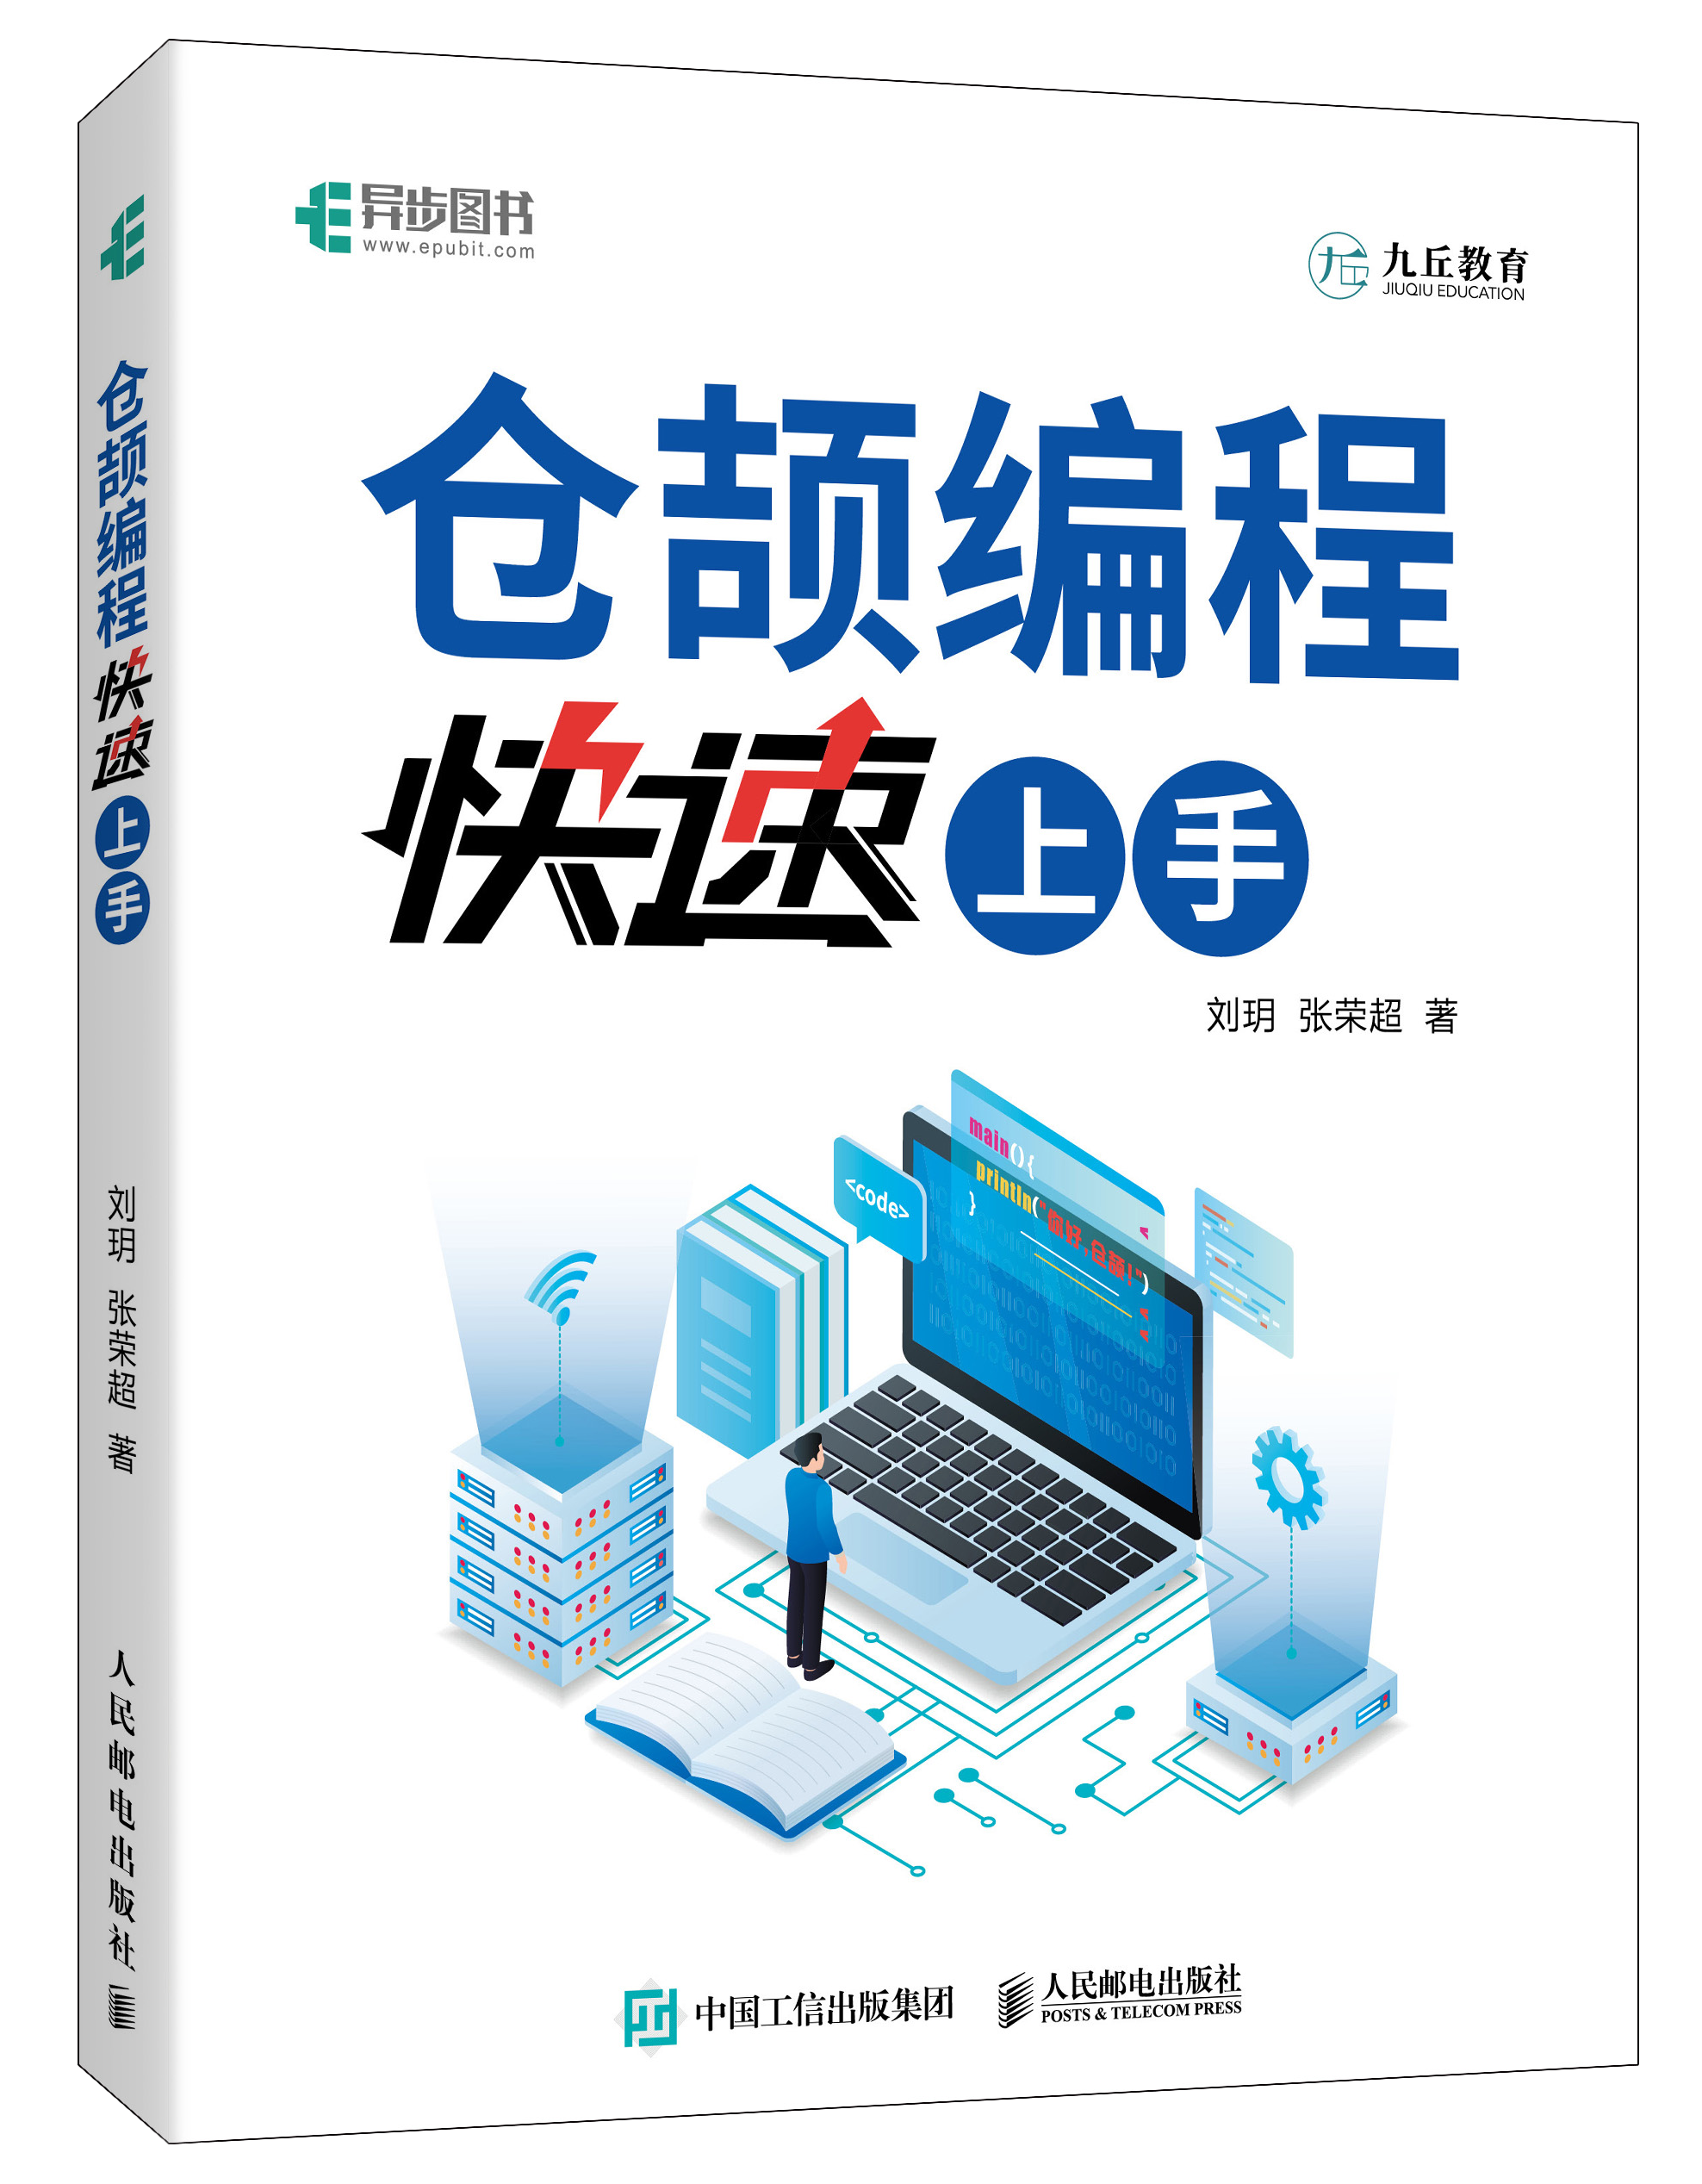 异步图书
www.epubit.com
九丘教育
JIUQIU EDUCATION
仓颉编程
快速上手
刘玥 张荣超 著
<code>
main(){
println("你好,仓颉!")
}
中国工信出版集团
人民邮电出版社
POSTS & TELECOM PRESS
仓颉编程快速上手
刘玥 张荣超 著
人民邮电出版社